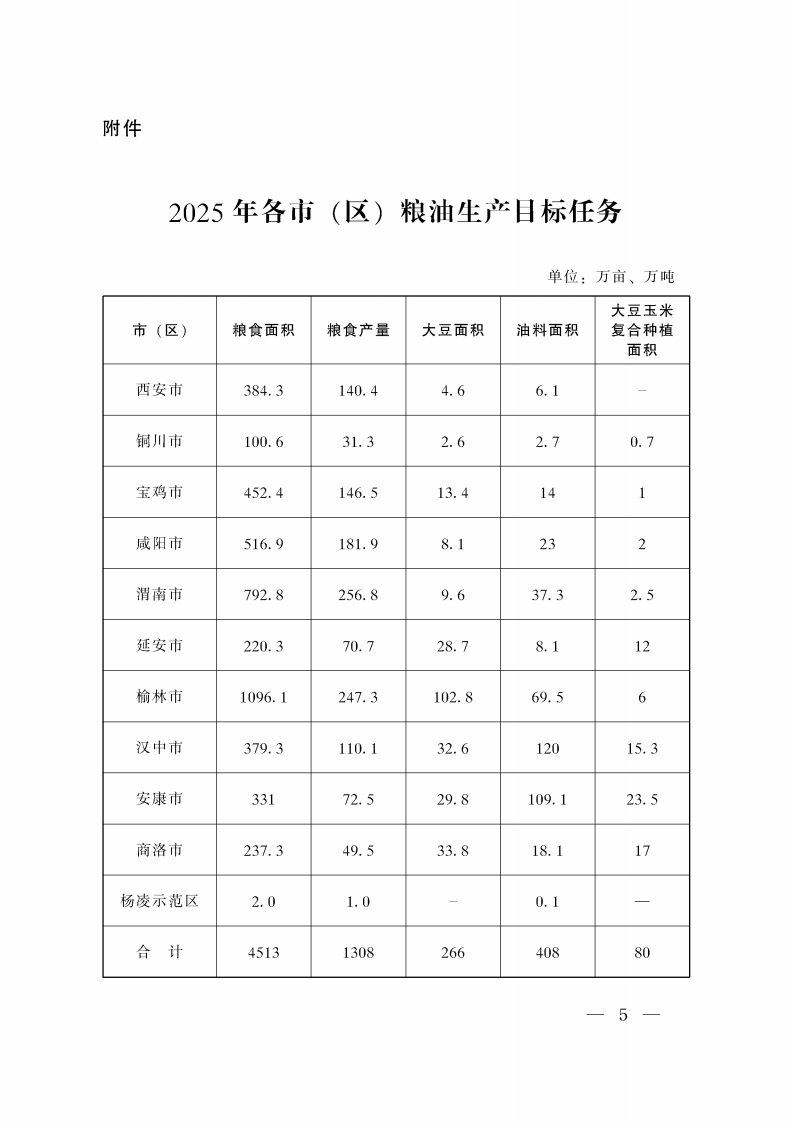 附件
2025 年各市（区）粮油生产目标任务
单位：万亩、万吨
市（区） 粮食面积 粮食产量 大豆面积 油料面积 大豆玉米
复合种植
面积
西安市 384.3 140.4 4.6 6.1 –
铜川市 100.6 31.3 2.6 2.7 0.7
宝鸡市 452.4 146.5 13.4 14 1
咸阳市 516.9 181.9 8.1 23 2
渭南市 792.8 256.8 9.6 37.3 2.5
延安市 220.3 70.7 28.7 8.1 12
榆林市 1096.1 247.3 102.8 69.5 6
汉中市 379.3 110.1 32.6 120 15.3
安康市 331 72.5 29.8 109.1 23.5
商洛市 237.3 49.5 33.8 18.1 17
杨凌示范区 2.0 1.0 – 0.1 —
合 计 4513 1308 266 408 80
— 5 —